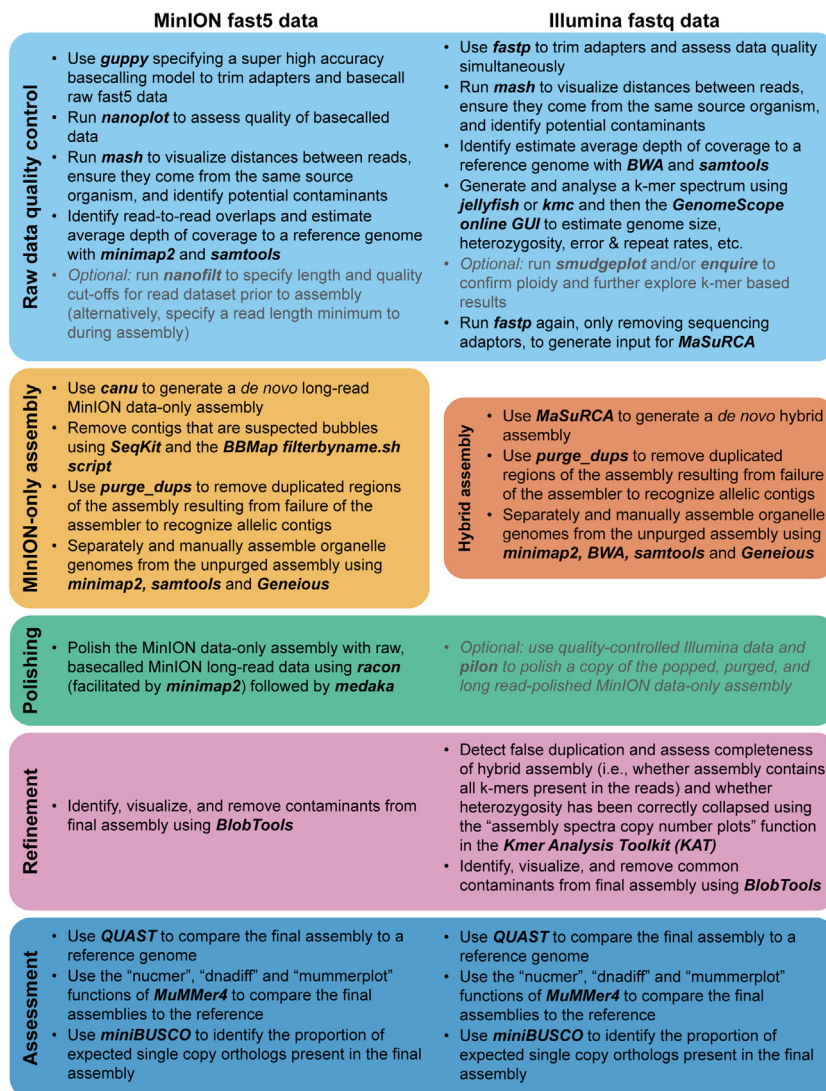 MinION fast5 data
Illumina fastq data
Raw data quality control
• Use guppy specifying a super high accuracy
basecalling model to trim adapters and basecall
raw fast5 data
• Run nanoplot to assess quality of basecalled
data
• Run mash to visualize distances between reads,
ensure they come from the same source
organism, and identify potential contaminants
• Identify read-to-read overlaps and estimate
average depth of coverage to a reference genome
with minimap2 and samtools
• Optional: run nanofilt to specify length and quality
cut-offs for read dataset prior to assembly
(alternatively, specify a read length minimum to
during assembly)
• Use fastp to trim adapters and assess data quality
simultaneously
• Run mash to visualize distances between reads,
ensure they come from the same source organism,
and identify potential contaminants
• Identify estimate average depth of coverage to a
reference genome with BWA and samtools
• Generate and analyse a k-mer spectrum using
jellyfish or kmc and then the GenomeScope
online GUI to estimate genome size,
heterozygosity, error & repeat rates, etc.
• Optional: run smudgeplot and/or enquire to
confirm ploidy and further explore k-mer based
results
• Run fastp again, only removing sequencing
adaptors, to generate input for MaSuRCA
MInION-only assembly
• Use canu to generate a de novo long-read
MinION data-only assembly
• Remove contigs that are suspected bubbles
using SeqKit and the BBMap filterbyname.sh
script
• Use purge_dups to remove duplicated regions
of the assembly resulting from failure of the
assembler to recognize allelic contigs
• Separately and manually assemble organelle
genomes from the unpurged assembly using
minimap2, samtools and Geneious
Hybrid assembly
• Use MaSuRCA to generate a de novo hybrid
assembly
• Use purge_dups to remove duplicated
regions of the assembly resulting from failure
of the assembler to recognize allelic contigs
• Separately and manually assemble organelle
genomes from the unpurged assembly using
minimap2, BWA, samtools and Geneious
Polishing
• Polish the MinION data-only assembly with raw,
basecalled MinION long-read data using racon
(facilitated by minimap2) followed by medaka
• Optional: use quality-controlled Illumina data and
pilon to polish a copy of the popped, purged, and
long read-polished MinION data-only assembly
Refinement
• Identify, visualize, and remove contaminants from
final assembly using BlobTools
• Detect false duplication and assess completeness
of hybrid assembly (i.e., whether assembly contains
all k-mers present in the reads) and whether
heterozygosity has been correctly collapsed using
the “assembly spectra copy number plots” function
in the Kmer Analysis Toolkit (KAT)
• Identify, visualize, and remove common
contaminants from final assembly using BlobTools
Assessment
• Use QUAST to compare the final assembly to a
reference genome
• Use the “nucmer”, “dnadiff” and “mummerplot”
functions of MuMMer4 to compare the final
assemblies to the reference
• Use miniBUSCO to identify the proportion of
expected single copy orthologs present in the final
assembly
• Use QUAST to compare the final assembly to a
reference genome
• Use the “nucmer”, “dnadiff” and “mummerplot”
functions of MuMMer4 to compare the final
assemblies to the reference
• Use miniBUSCO to identify the proportion of
expected single copy orthologs present in the final
assembly